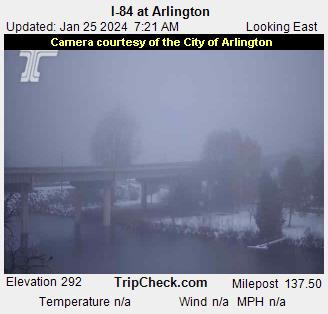 I-84 at Arlington
Updated: Jan 25 2024 7:21 AM Looking East
Camera courtesy of the City of Arlington
Elevation 292 TripCheck.com Milepost 137.50
Temperature n/a Wind n/a MPH n/a